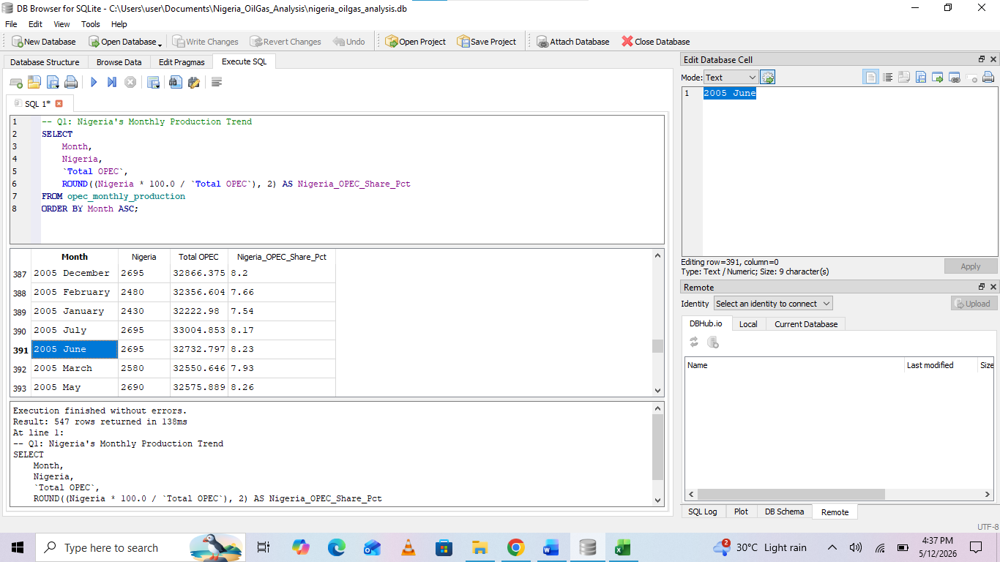 DB Browser for SQLite - C:\Users\user\Documents\Nigeria_OilGas_Analysis\nigeria_oilgas_analysis.db
File Edit View Tools Help
New Database Open Database Write Changes Revert Changes Undo Open Project Save Project Attach Database Close Database
Database Structure Browse Data Edit Pragmas Execute SQL
SQL 1*
1 -- Q1: Nigeria's Monthly Production Trend
2 SELECT
3 Month,
4 Nigeria,
5 `Total OPEC`,
6 ROUND((Nigeria * 100.0 / `Total OPEC`), 2) AS Nigeria_OPEC_Share_Pct
7 FROM opec_monthly_production
8 ORDER BY Month ASC;
Month Nigeria Total OPEC Nigeria_OPEC_Share_Pct
387 2005 December 2695 32866.375 8.2
388 2005 February 2480 32356.604 7.66
389 2005 January 2430 32222.98 7.54
390 2005 July 2695 33004.853 8.17
391 2005 June 2695 32732.797 8.23
392 2005 March 2580 32550.646 7.93
393 2005 May 2690 32575.889 8.26
Execution finished without errors.
Result: 547 rows returned in 138ms
At line 1:
-- Q1: Nigeria's Monthly Production Trend
SELECT
Month,
Nigeria,
`Total OPEC`,
ROUND((Nigeria * 100.0 / `Total OPEC`), 2) AS Nigeria_OPEC_Share_Pct
Edit Database Cell
Mode: Text
1 2005 June
Editing row=391, column=0
Type: Text / Numeric; Size: 9 character(s)
Apply
Remote
Identity Select an identity to connect Upload
DBHub.io Local Current Database
Name Last modified Size
SQL Log Plot DB Schema Remote
UTF-8
Type here to search
2 30°C Light rain
4:37 PM
5/12/2026